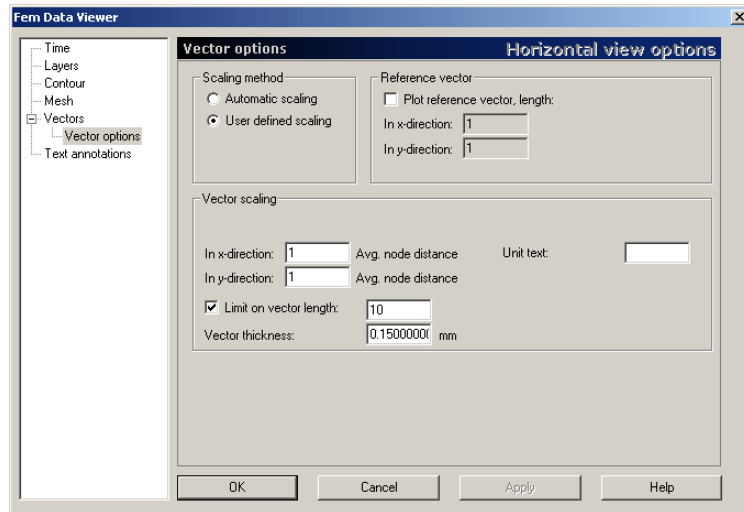 Fem Data Viewer
Time
Layers
Contour
Mesh
Vectors
Vector options
Text annotations
Vector options Horizontal view options
Scaling method
Automatic scaling
User defined scaling
Reference vector
Plot reference vector, length:
In x-direction: 1
In y-direction: 1
Vector scaling
In x-direction: 1 Avg. node distance Unit text:
In y-direction: 1 Avg. node distance
Limit on vector length: 10
Vector thickness: 0.1500000 mm
OK Cancel Apply Help